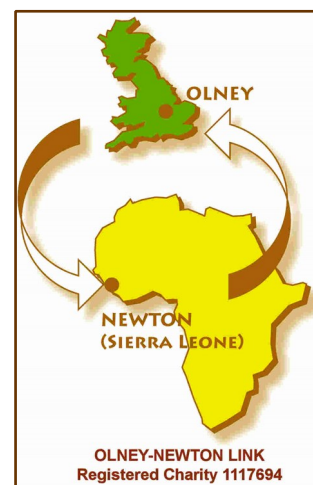 OLNEY
NEWTON
(SIERRA LEONE)
OLNEY-NEWTON LINK
Registered Charity 1117694